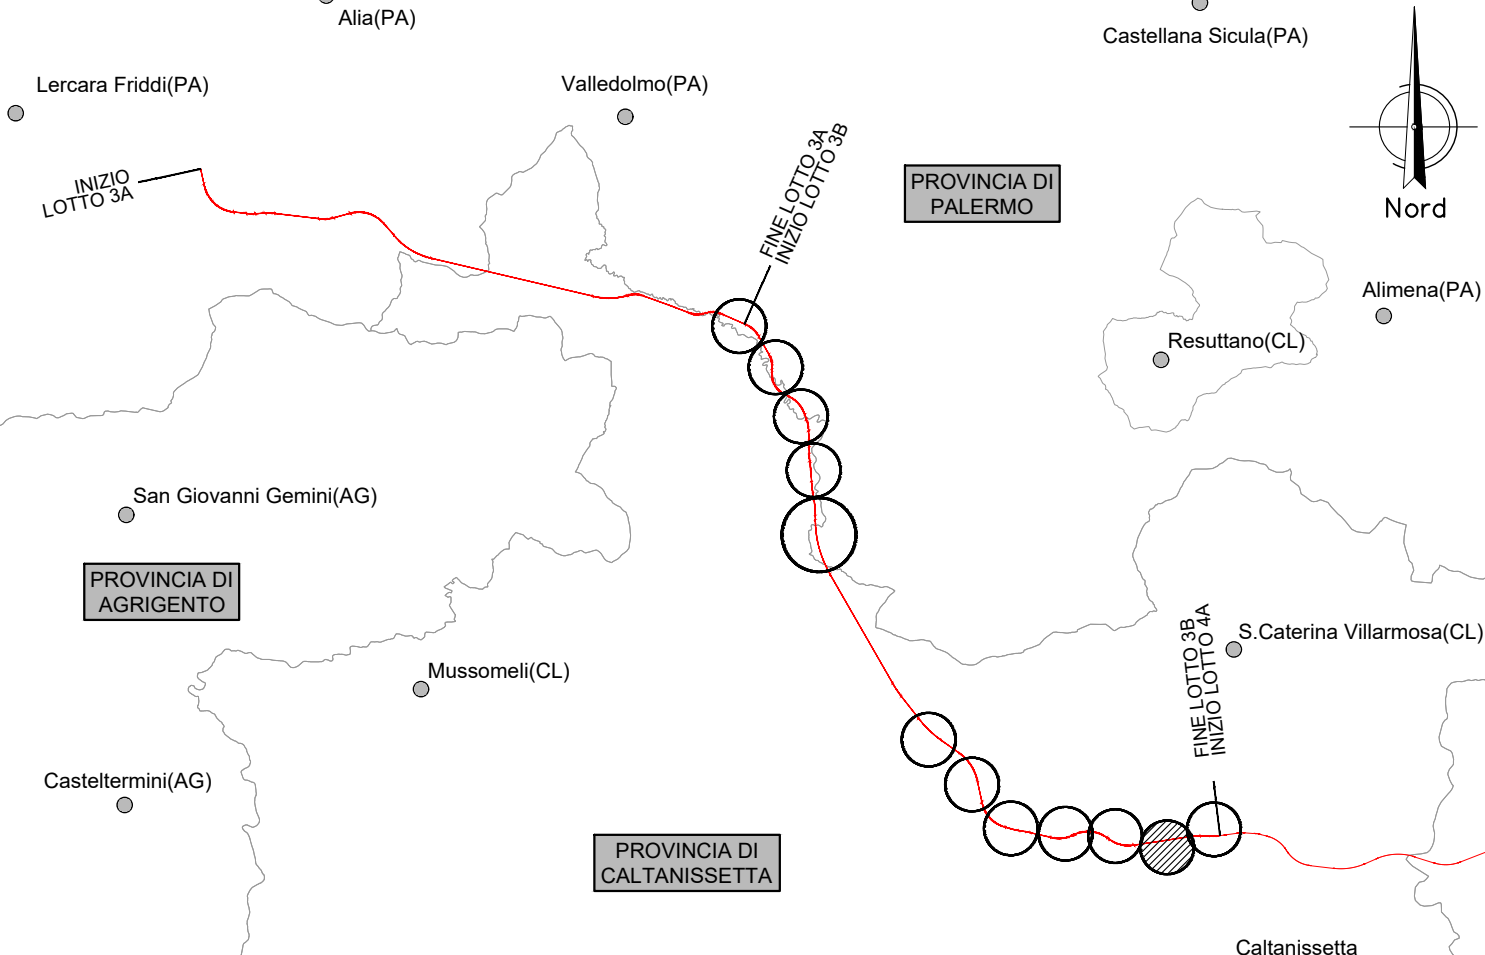 Alia(PA)
Castellana Sicula(PA)
Lercara Friddi(PA)
Valledolmo(PA)
INIZIO
LOTTO 3A
FINE LOTTO 3A
INIZIO LOTTO 3B
PROVINCIA DI
PALERMO
Nord
Alimena(PA)
Resuttano(CL)
San Giovanni Gemini(AG)
PROVINCIA DI
AGRIGENTO
FINE LOTTO 3B
INIZIO LOTTO 4A
S.Caterina Villarmosa(CL)
Mussomeli(CL)
Casteltermini(AG)
PROVINCIA DI
CALTANISSETTA
Caltanissetta